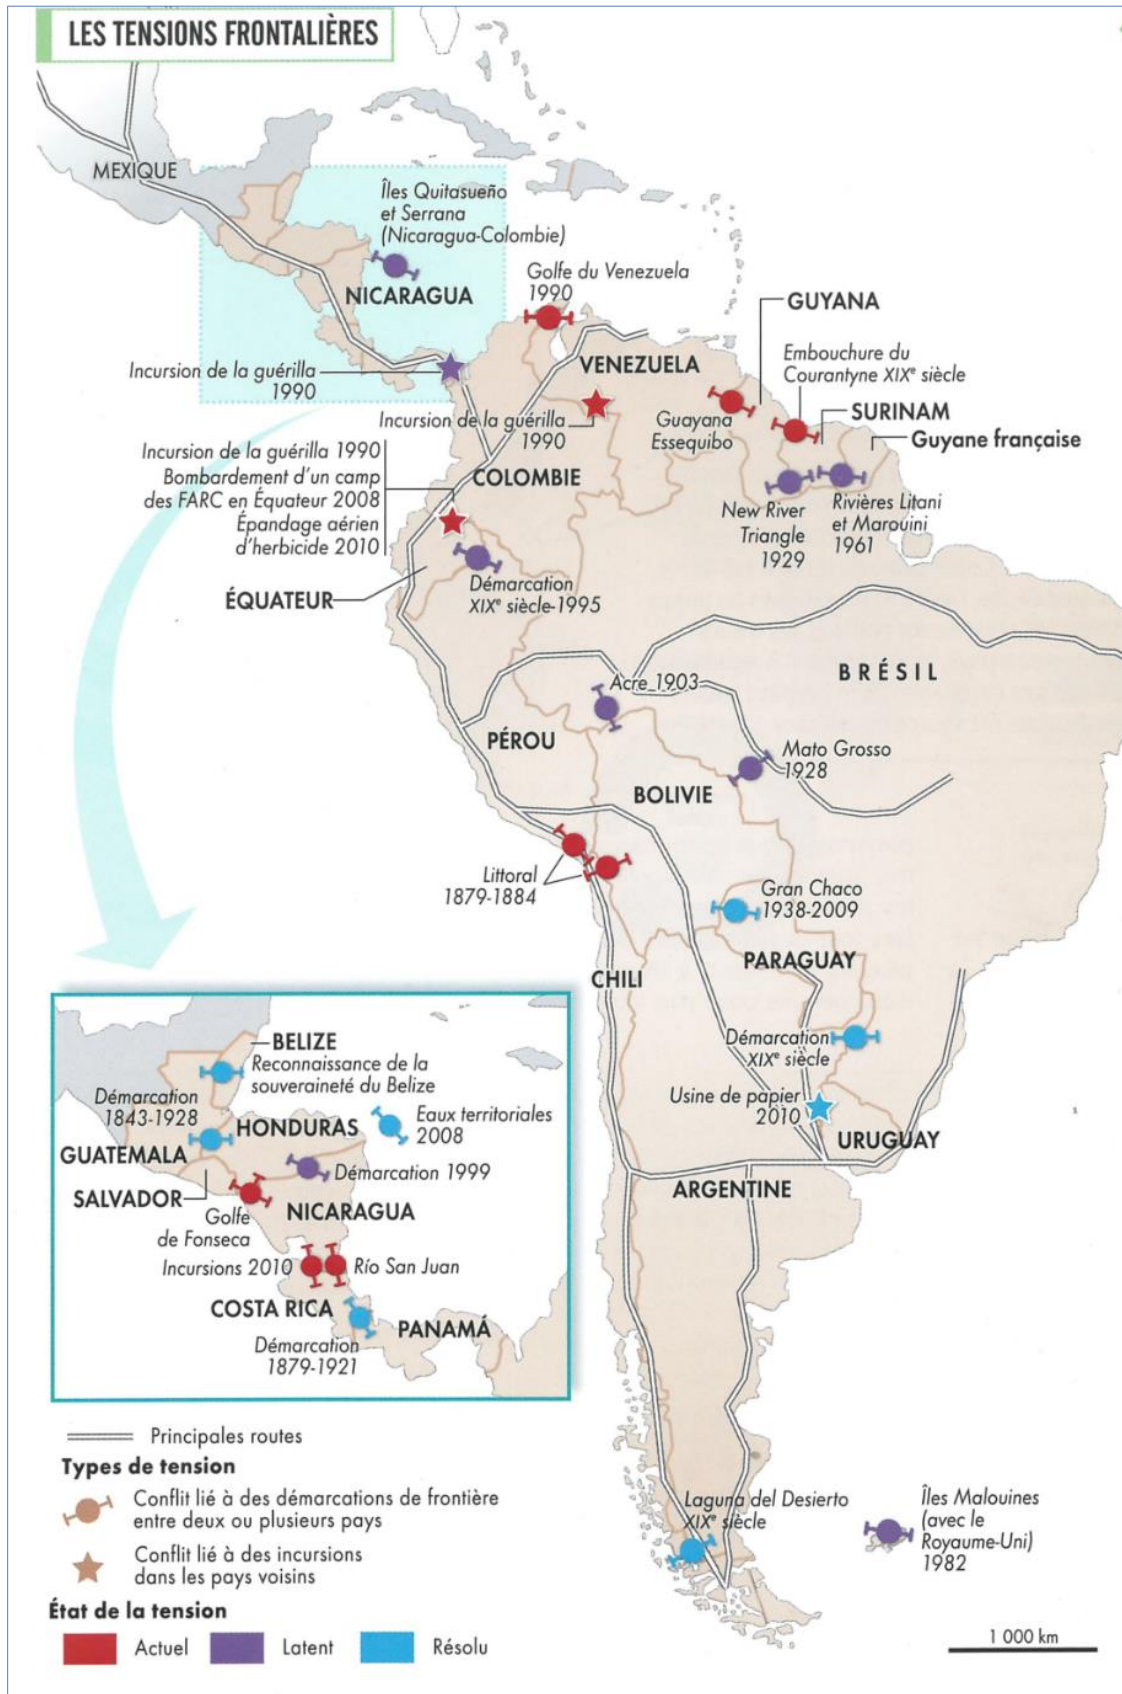 LES TENSIONS FRONTALIÈRES
MEXIQUE
Îles Quitasueño
et Serrana
(Nicaragua-Colombie)
NICARAGUA
Golfe du Venezuela
1990
GUYANA
Embouchure du
Courantyne XIXe siècle
VENEZUELA
Incursion de la guérilla
1990
Incursion de la guérilla
1990
Guayana
Essequibo
SURINAM
Guyane française
Incursion de la guérilla 1990
Bombardement d'un camp
des FARC en Équateur 2008
Épandage aérien
d'herbicide 2010
COLOMBIE
New River
Triangle
1929
Rivières Litani
et Marouini
1961
ÉQUATEUR
Démarcation
XIXe siècle-1995
BRÉSIL
Acre 1903
PÉROU
Mato Grosso
1928
BOLIVIE
Littoral
1879-1884
Gran Chaco
1938-2009
PARAGUAY
CHILI
Démarcation
XIXe siècle
Usine de papier
2010
URUGUAY
ARGENTINE
BELIZE
Reconnaissance de la
souveraineté du Belize
Démarcation
1843-1928
HONDURAS
Eaux territoriales
2008
GUATEMALA
Démarcation 1999
SALVADOR
NICARAGUA
Golfe
de Fonseca
Incursions 2010
Río San Juan
COSTA RICA
PANAMÁ
Démarcation
1879-1921
Laguna del Desierto
XIXe siècle
Îles Malouines
(avec le
Royaume-Uni)
1982
Principales routes
Types de tension
Conflit lié à des démarcations de frontière
entre deux ou plusieurs pays
Conflit lié à des incursions
dans les pays voisins
État de la tension
Actuel
Latent
Résolu
1 000 km